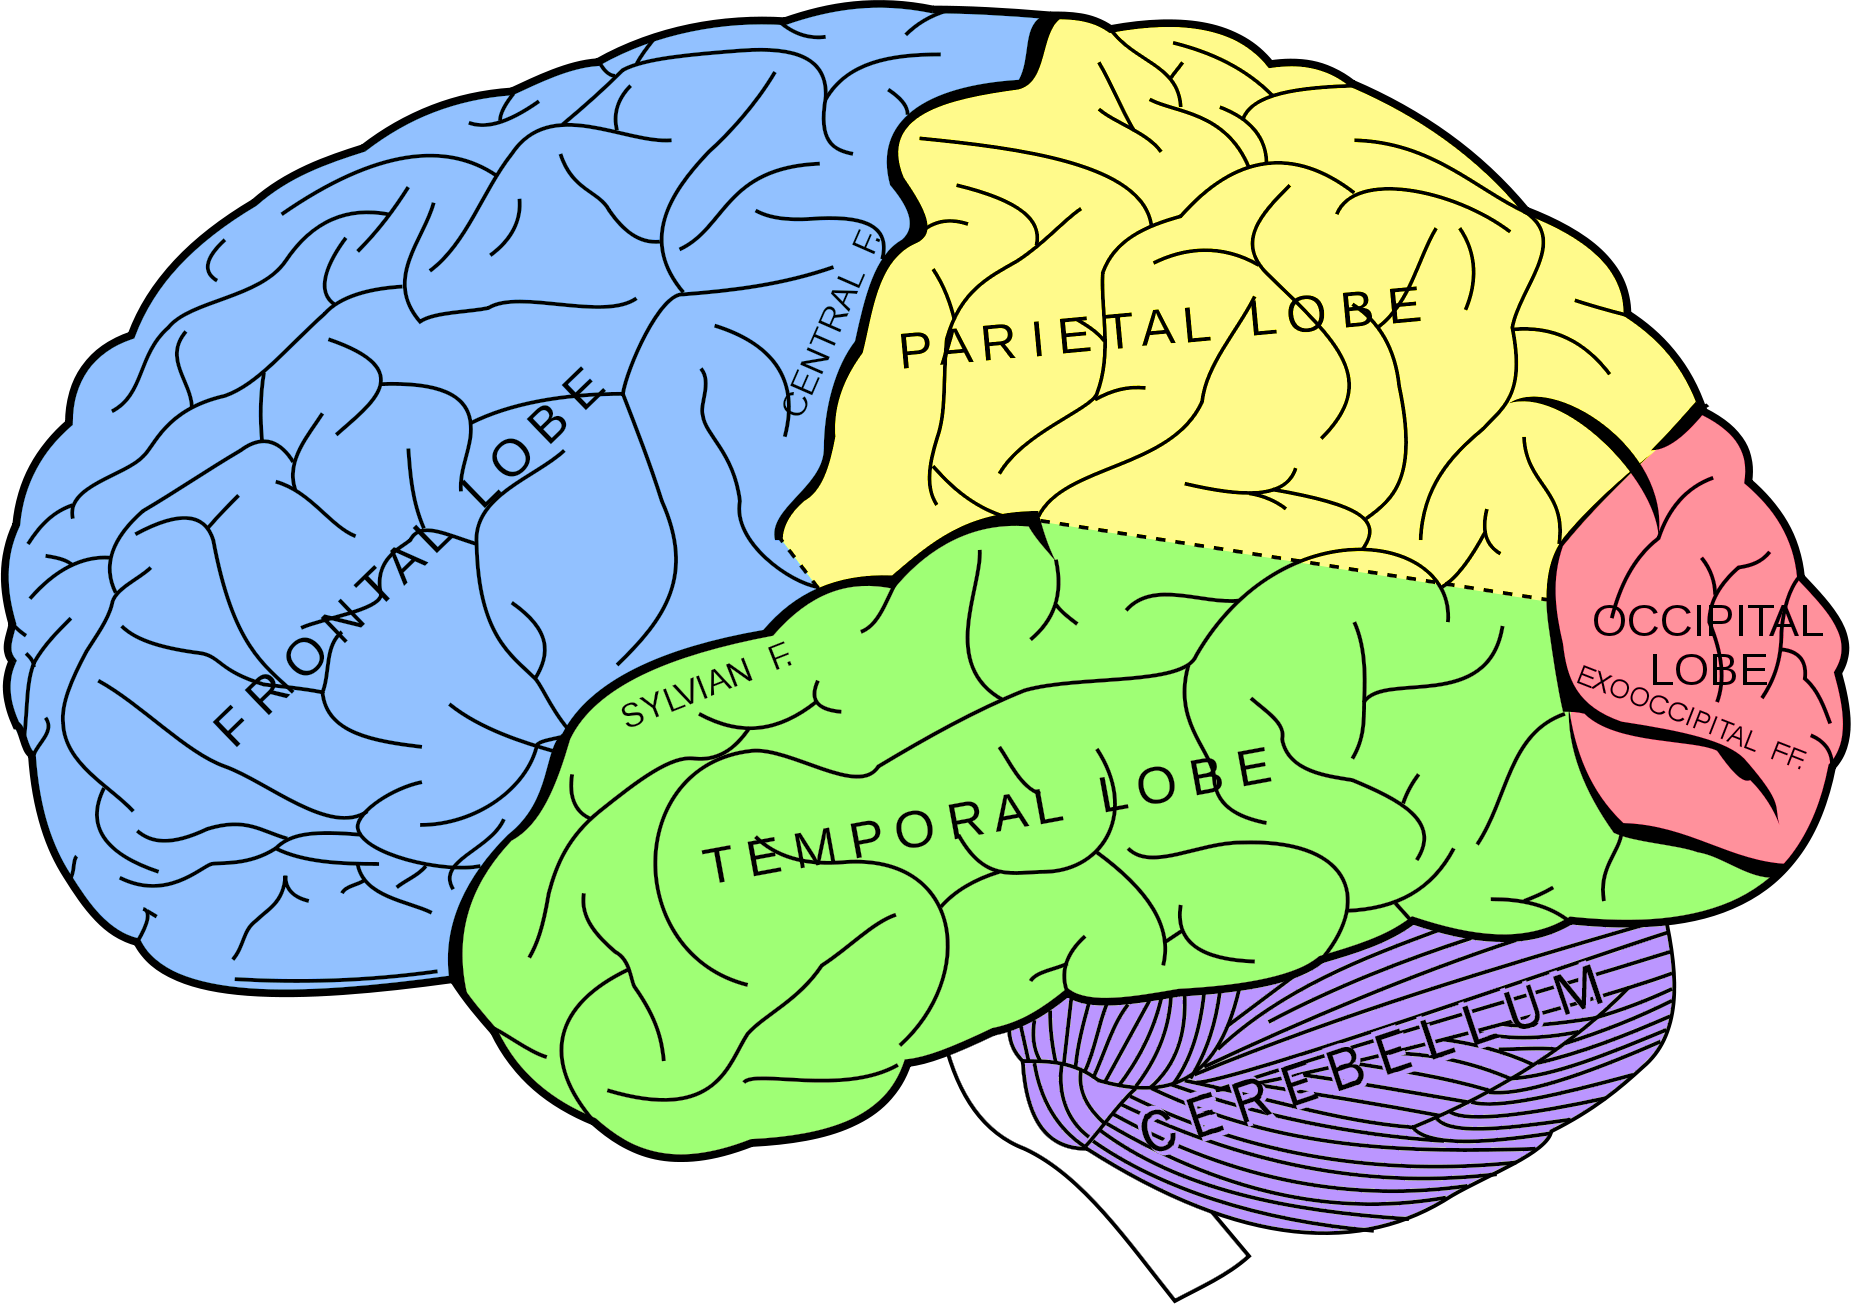 FRONTAL LOBE
CENTRAL F.
PARIETAL LOBE
OCCIPITAL
LOBE
EXOOCCIPITAL FF.
SYLVIAN F.
TEMPORAL LOBE
CEREBELLUM